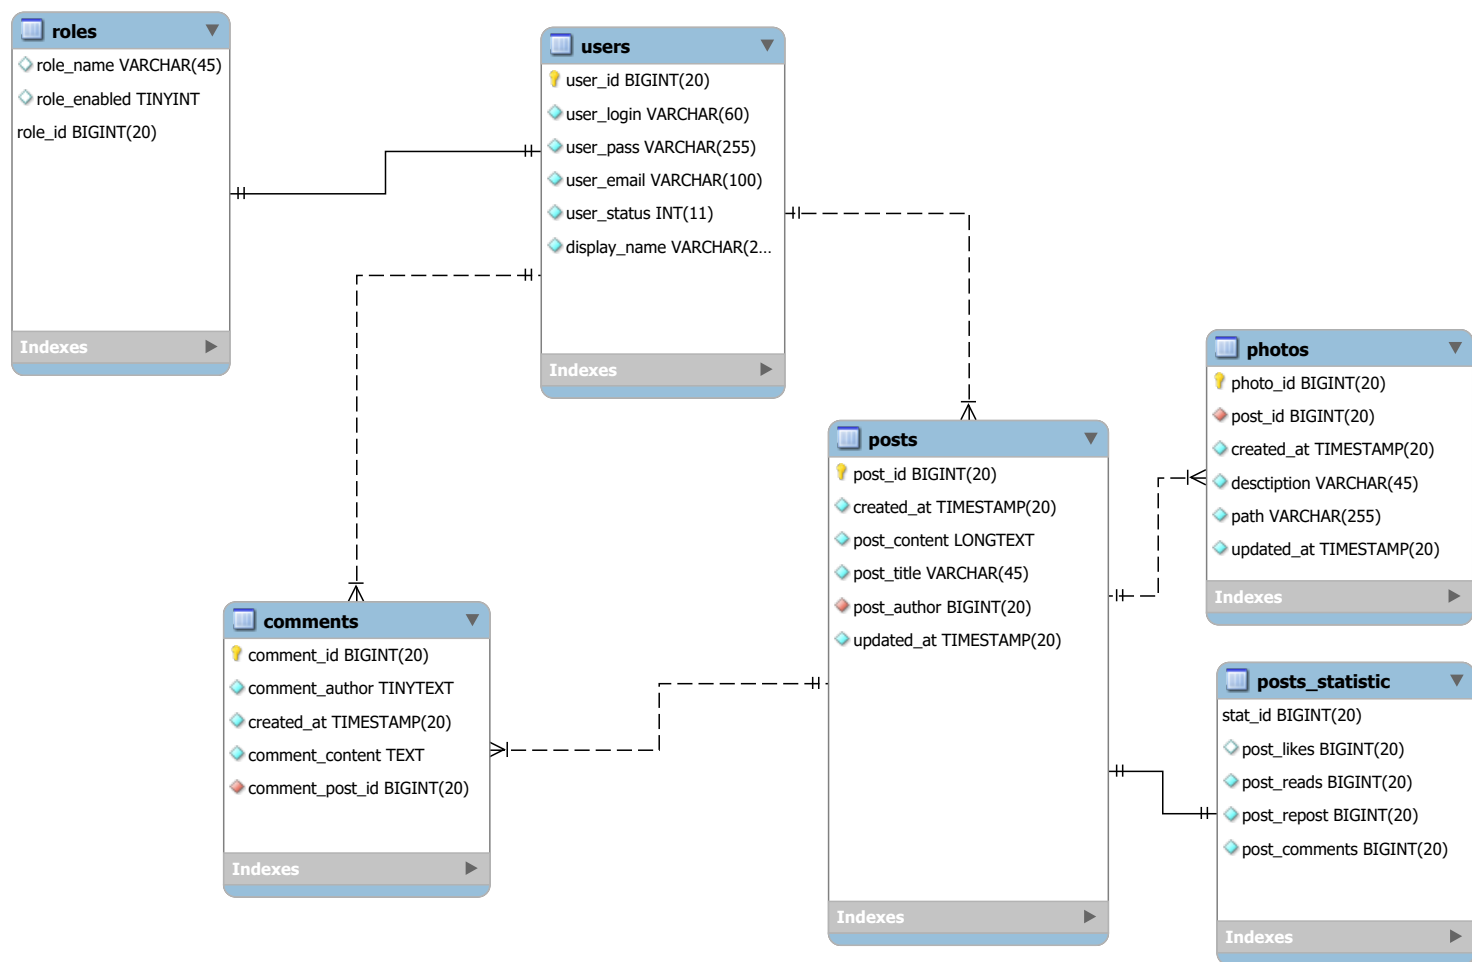 roles
role_name VARCHAR(45)
role_enabled TINYINT
role_id BIGINT(20)
Indexes
users
user_id BIGINT(20)
user_login VARCHAR(60)
user_pass VARCHAR(255)
user_email VARCHAR(100)
user_status INT(11)
display_name VARCHAR(2...
Indexes
comments
comment_id BIGINT(20)
comment_author TINYTEXT
created_at TIMESTAMP(20)
comment_content TEXT
comment_post_id BIGINT(20)
Indexes
posts
post_id BIGINT(20)
created_at TIMESTAMP(20)
post_content LONGTEXT
post_title VARCHAR(45)
post_author BIGINT(20)
updated_at TIMESTAMP(20)
Indexes
photos
photo_id BIGINT(20)
post_id BIGINT(20)
created_at TIMESTAMP(20)
desctiption VARCHAR(45)
path VARCHAR(255)
updated_at TIMESTAMP(20)
Indexes
posts_statistic
stat_id BIGINT(20)
post_likes BIGINT(20)
post_reads BIGINT(20)
post_repost BIGINT(20)
post_comments BIGINT(20)
Indexes